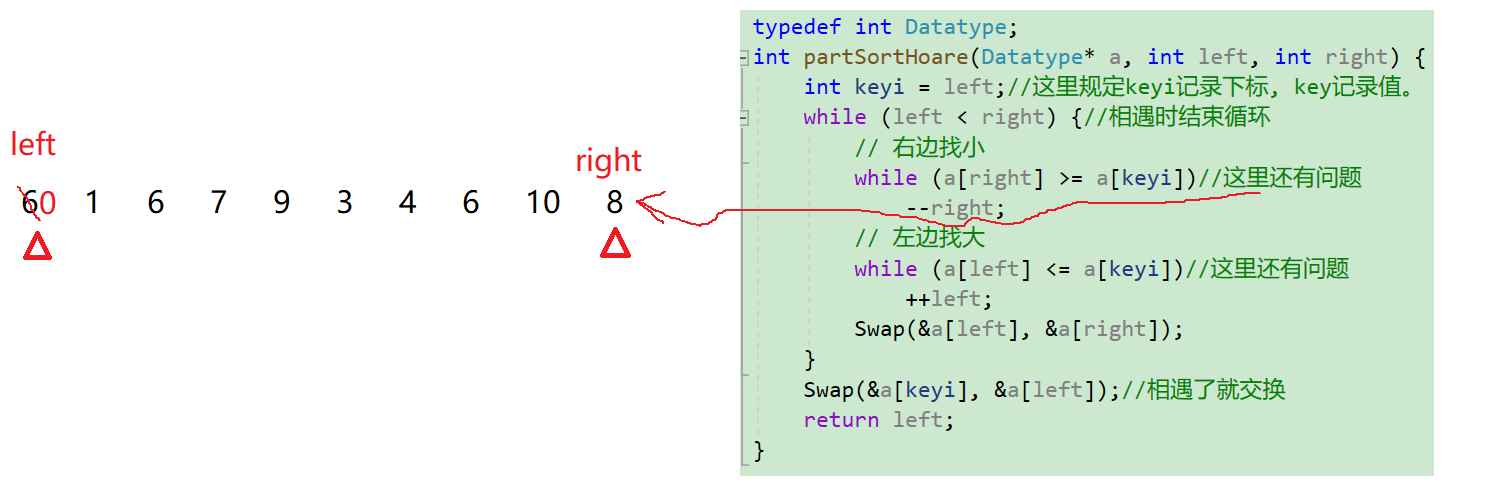 left
right
60 1 6 7 9 3 4 6 10 8
typedef int Datatype;
int partSortHoare(Datatype* a, int left, int right) {
int keyi = left;//这里规定keyi记录下标, key记录值。
while (left < right) {//相遇时结束循环
// 右边找小
while (a[right] >= a[keyi])//这里还有问题
--right;
// 左边找大
while (a[left] <= a[keyi])//这里还有问题
++left;
Swap(&a[left], &a[right]);
}
Swap(&a[keyi], &a[left]);//相遇了就交换
return left;
}